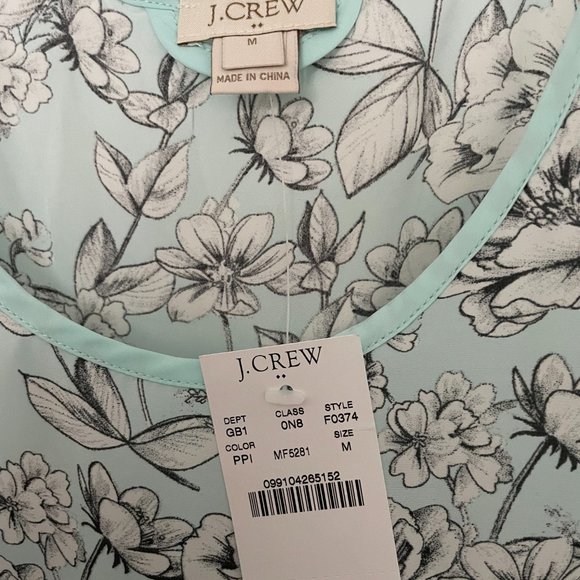 J.CREW
M
MADE IN CHINA
J.CREW
DEPT CLASS STYLE
GB1 0N8 F0374
COLOR SIZE
PPI MF5281 M
099104265152